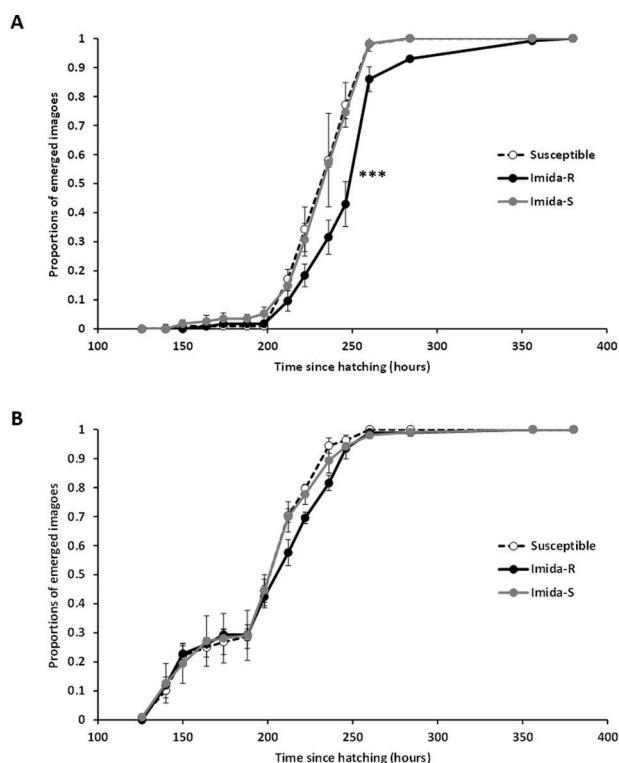 A
Proportions of emerged imagoes
1
0.9
0.8
0.7
0.6
0.5
0.4
0.3
0.2
0.1
0
***
Susceptible
Imida-R
Imida-S
100 150 200 250 300 350 400
Time since hatching (hours)
B
Proportions of emerged imagoes
1
0.9
0.8
0.7
0.6
0.5
0.4
0.3
0.2
0.1
0
Susceptible
Imida-R
Imida-S
100 150 200 250 300 350 400
Time since hatching (hours)